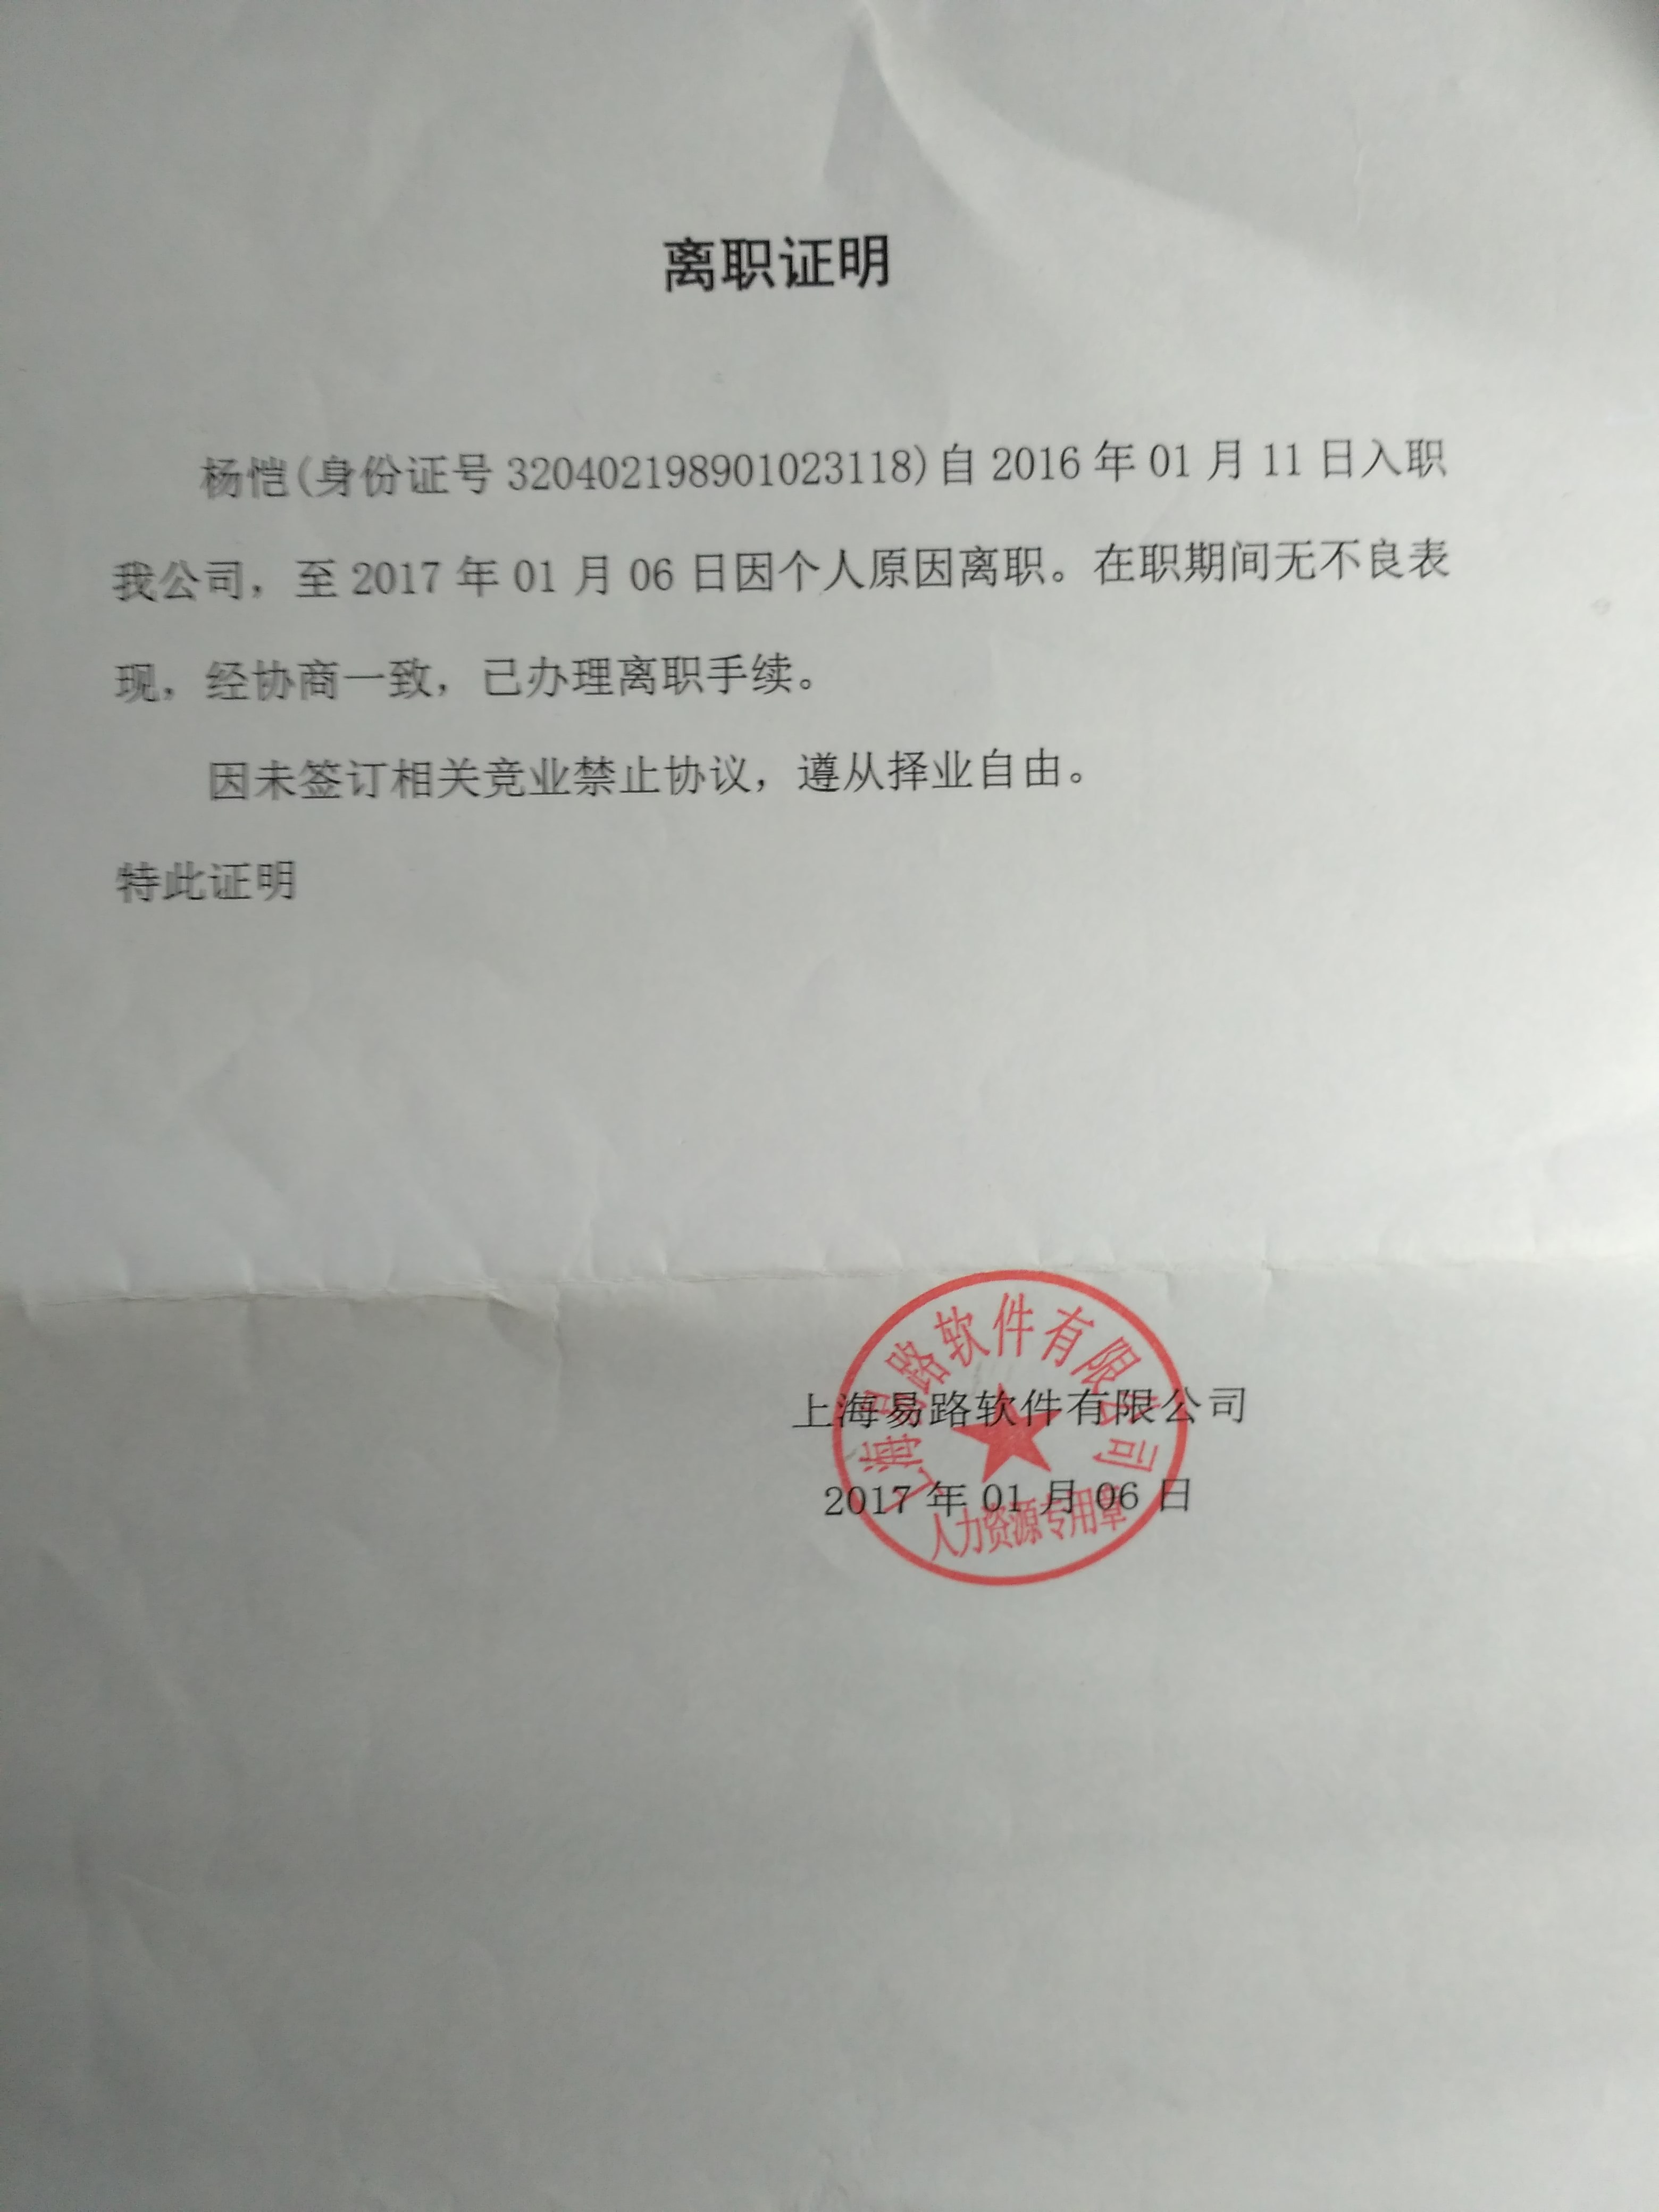 离职证明
杨恺(身份证号 320402198901023118)自 2016 年 01 月 11 日入职
我公司，至 2017 年 01 月 06 日因个人原因离职。在职期间无不良表
现，经协商一致，已办理离职手续。
因未签订相关竞业禁止协议，遵从择业自由。
特此证明
上海易路软件有限公司
上海易路软件有限公司
2017 年 01 月 06 日
人力资源专用章